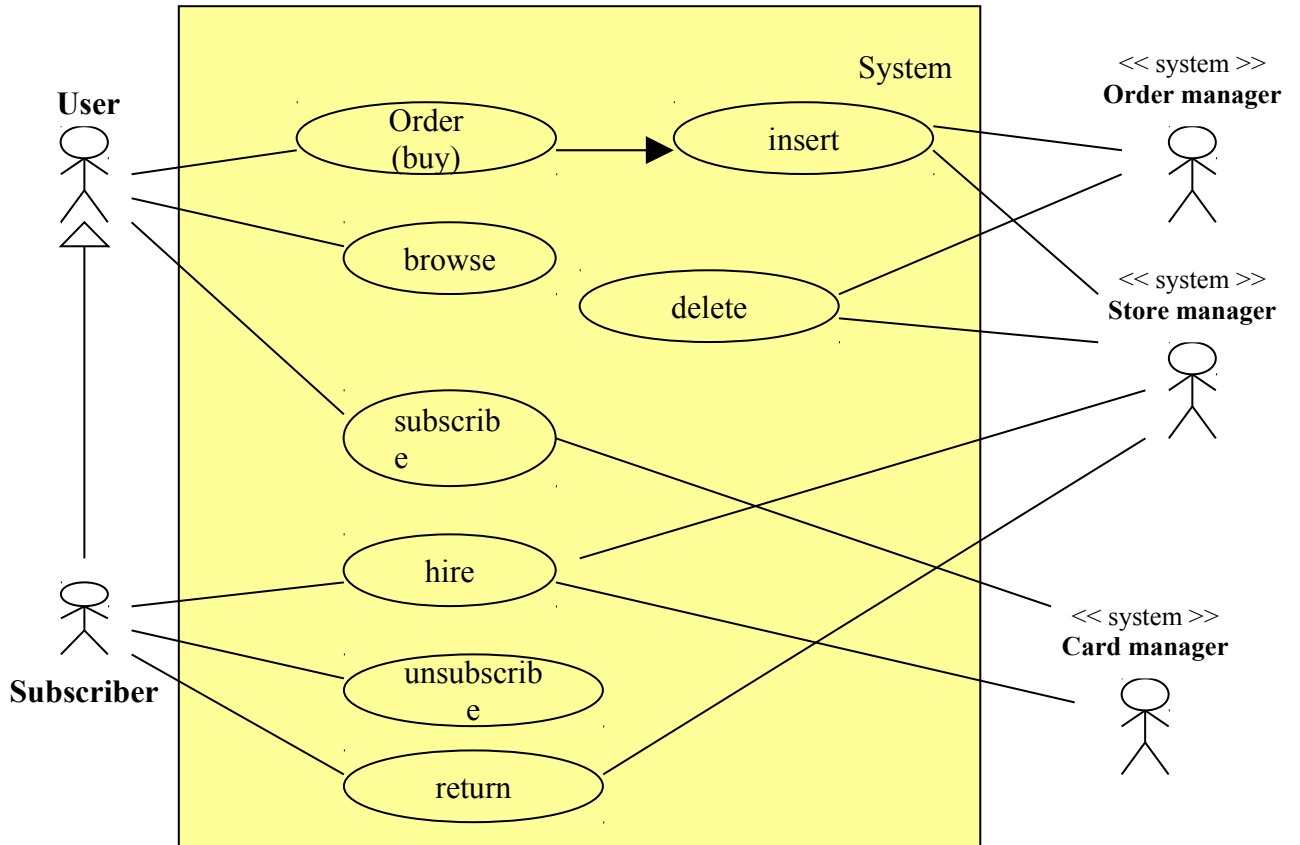 System
<< system >>
Order manager
User
Order
(buy)
insert
browse
delete
<< system >>
Store manager
subscrib
e
hire
<< system >>
Card manager
Subscriber
unsubscrib
e
return